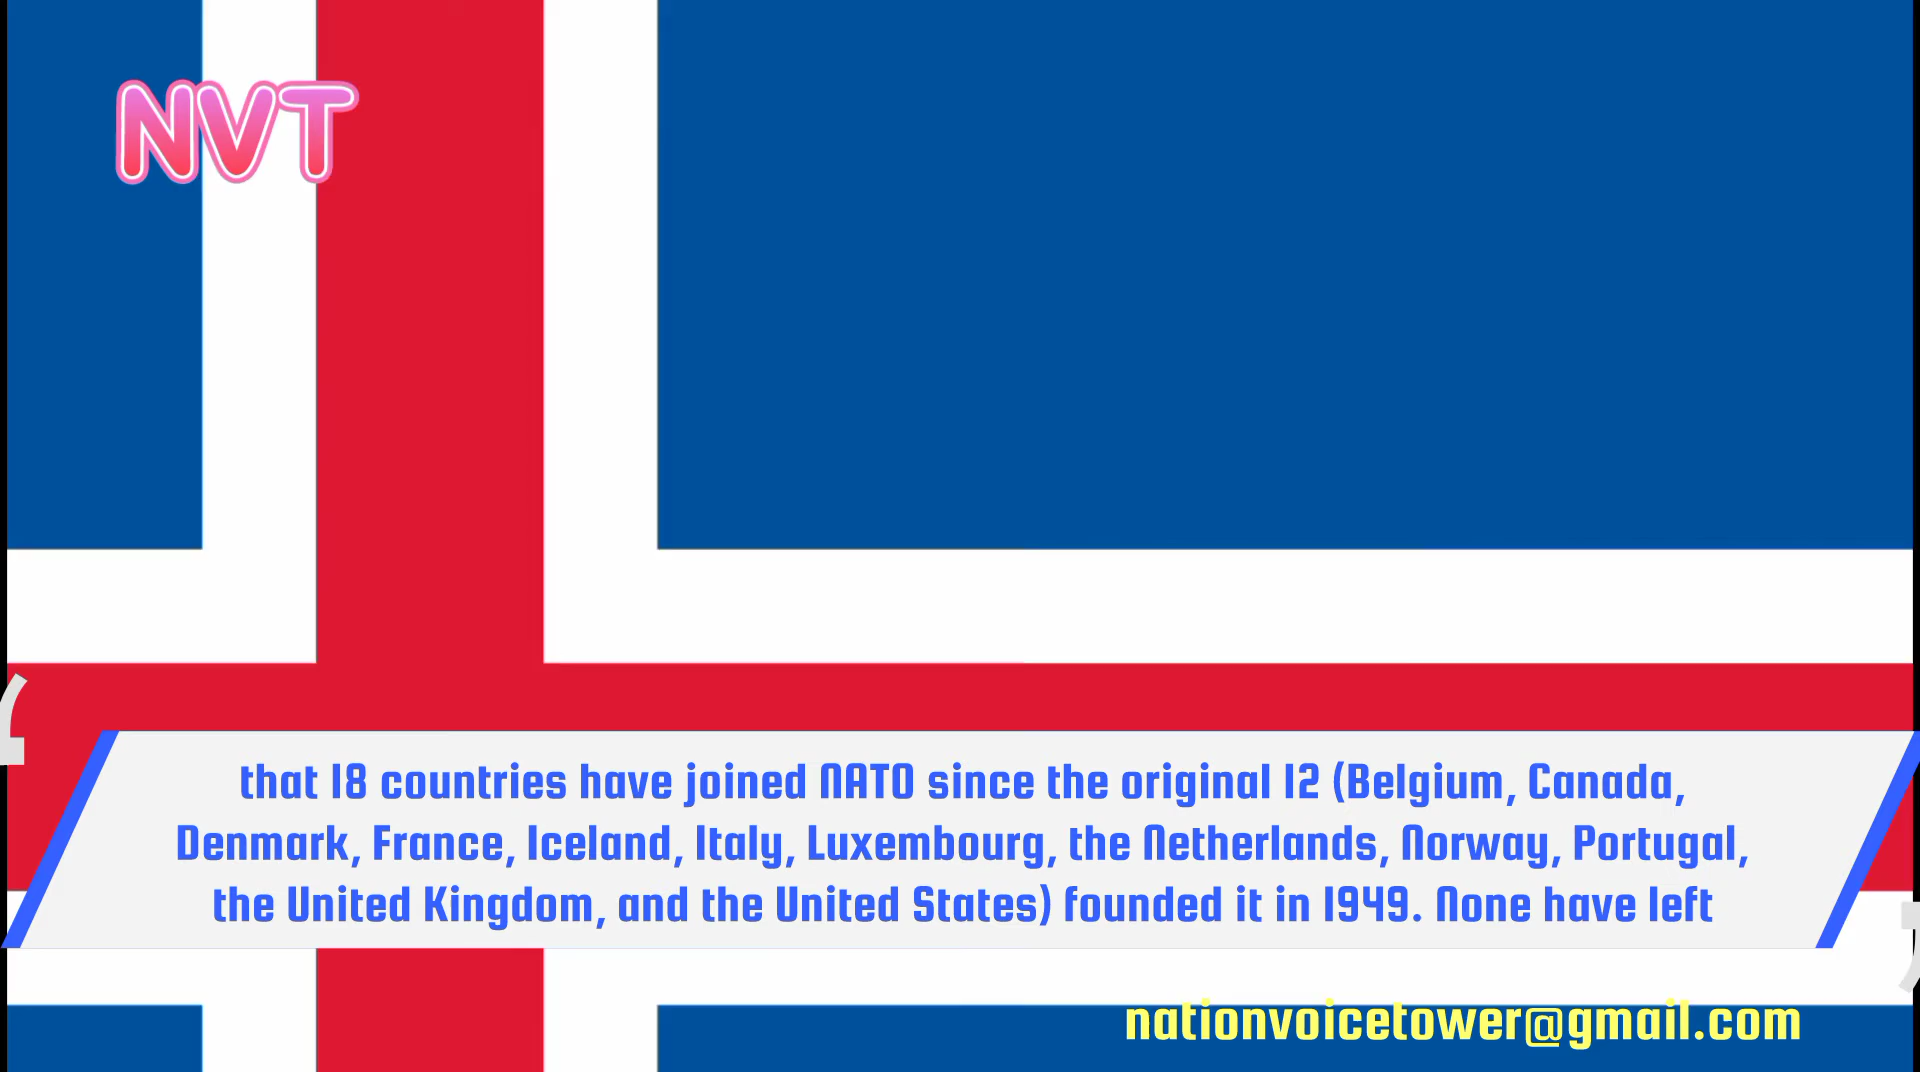 NVT
that 18 countries have joined NATO since the original 12 (Belgium, Canada,
Denmark, France, Iceland, Italy, Luxembourg, the Netherlands, Norway, Portugal,
the United Kingdom, and the United States) founded it in 1949. None have left
nationvoicetower@gmail.com